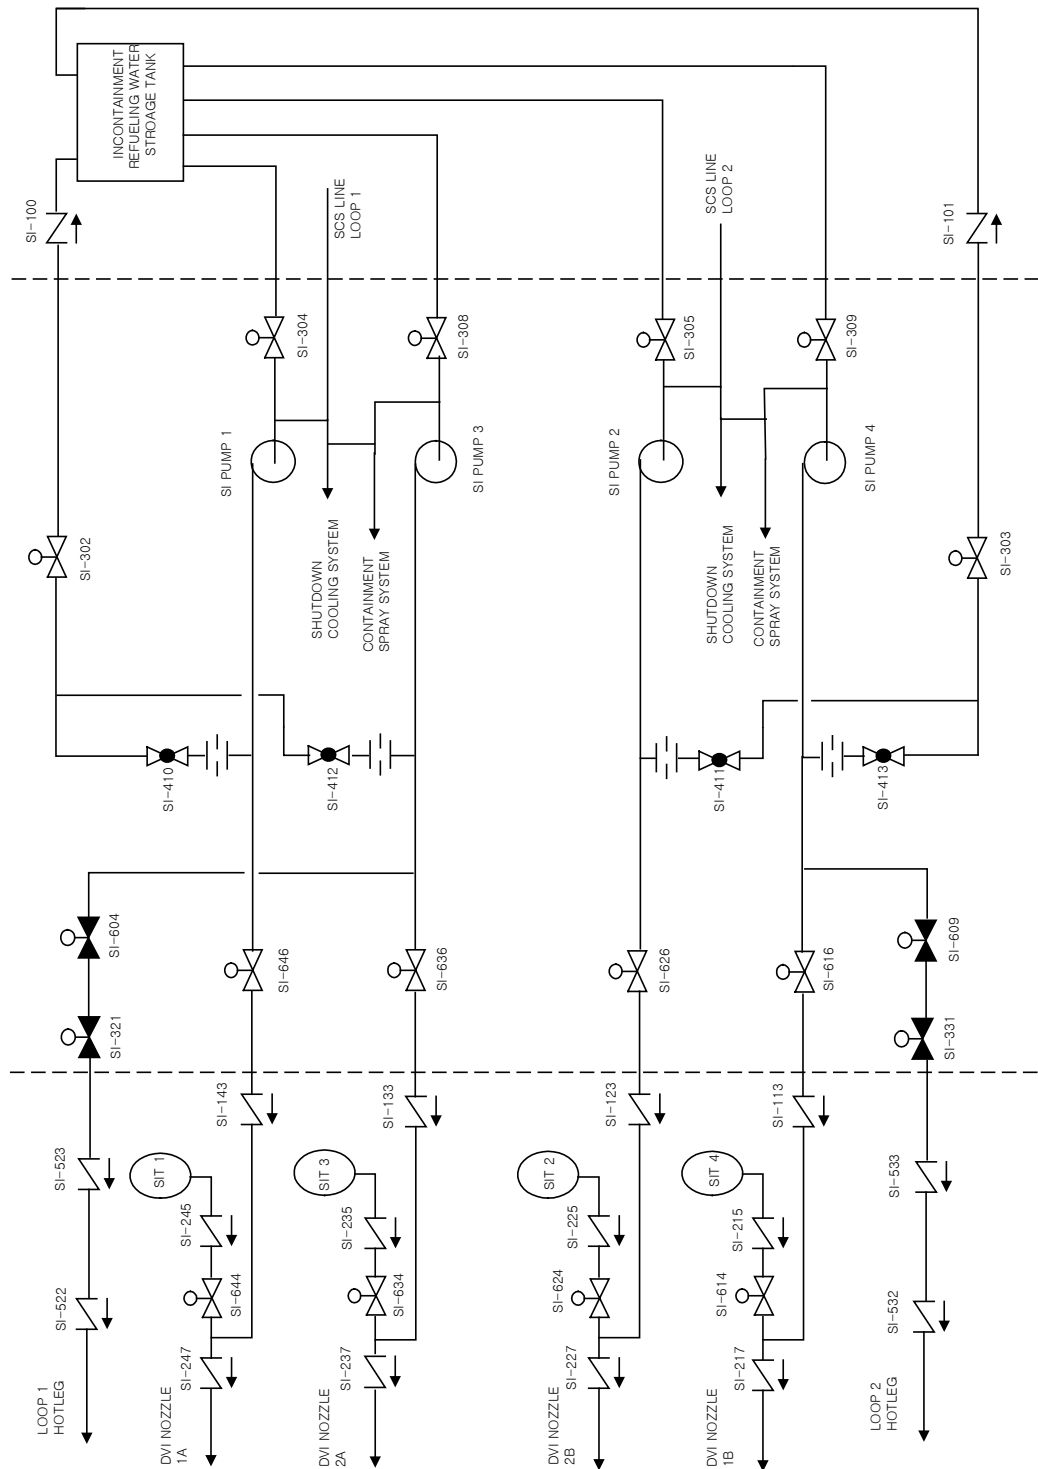 INCONTAINMENT
REFUELING WATER
STROAGE TANK
SI-100
SCS LINE
LOOP 1
SCS LINE
LOOP 2
SI-101
SI-304
SI-308
SI-305
SI-309
SI PUMP 1
SI PUMP 3
SI PUMP 2
SI PUMP 4
SI-302
SHUTDOWN
COOLING SYSTEM
CONTAINMENT
SPRAY SYSTEM
SHUTDOWN
COOLING SYSTEM
CONTAINMENT
SPRAY SYSTEM
SI-303
SI-410
SI-412
SI-411
SI-413
SI-604
SI-646
SI-636
SI-626
SI-616
SI-609
SI-321
SI-331
SI-143
SI-133
SI-123
SI-113
SI-523
SIT 1
SIT 3
SIT 2
SIT 4
SI-533
SI-245
SI-235
SI-225
SI-215
SI-522
SI-644
SI-634
SI-624
SI-614
SI-532
SI-247
SI-237
SI-227
SI-217
LOOP 1
HOTLEG
DVI NOZZLE
1A
DVI NOZZLE
2A
DVI NOZZLE
2B
DVI NOZZLE
1B
LOOP 2
HOTLEG